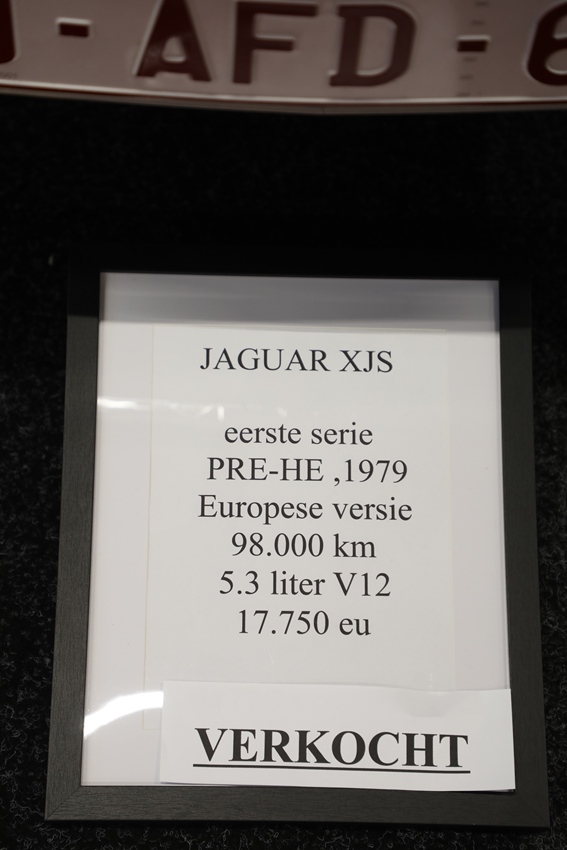 - AFD - 6
JAGUAR XJS
eerste serie
PRE-HE ,1979
Europese versie
98.000 km
5.3 liter V12
17.750 eu
VERKOCHT